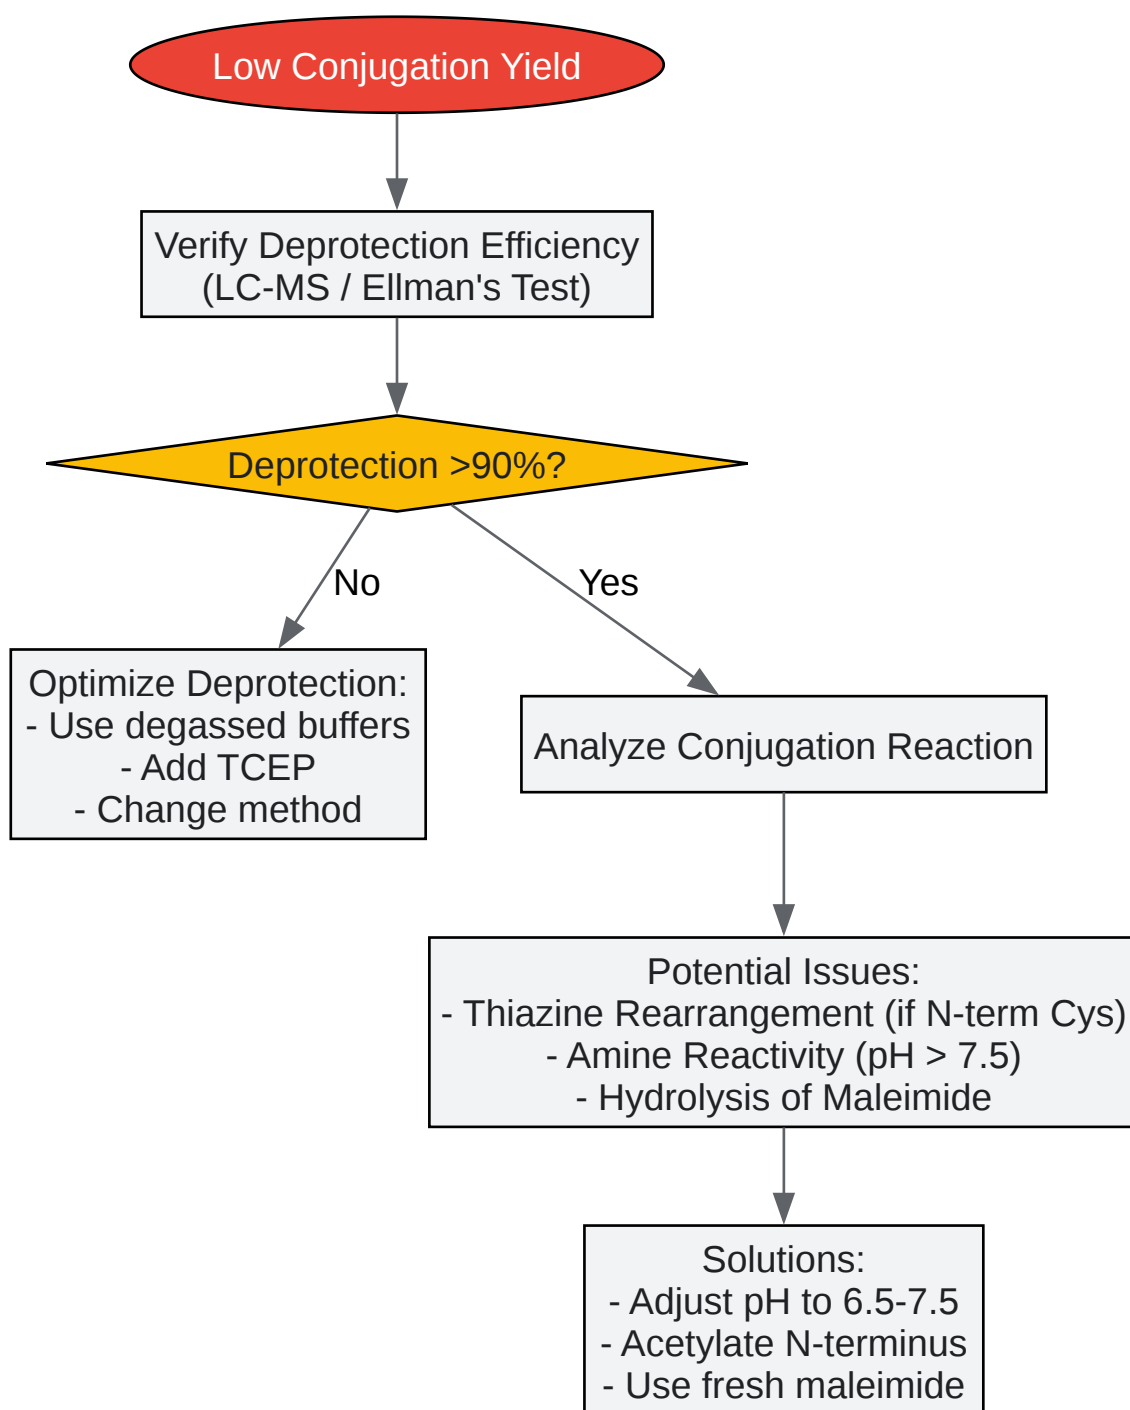 Low Conjugation Yield
Verify Deprotection Efficiency
(LC-MS / Ellman's Test)
Deprotection >90%?
No
Yes
Optimize Deprotection:
- Use degassed buffers
- Add TCEP
- Change method
Analyze Conjugation Reaction
Potential Issues:
- Thiazine Rearrangement (if N-term Cys)
- Amine Reactivity (pH > 7.5)
- Hydrolysis of Maleimide
Solutions:
- Adjust pH to 6.5-7.5
- Acetylate N-terminus
- Use fresh maleimide